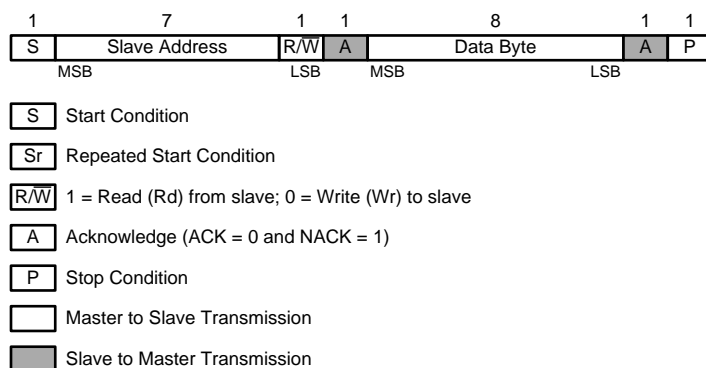 1 7 1 1 8 1 1
S Slave Address R/W̅ A Data Byte A P
MSB LSB MSB LSB
S Start Condition
Sr Repeated Start Condition
R/W̅ 1 = Read (Rd) from slave; 0 = Write (Wr) to slave
A Acknowledge (ACK = 0 and NACK = 1)
P Stop Condition
Master to Slave Transmission
Slave to Master Transmission